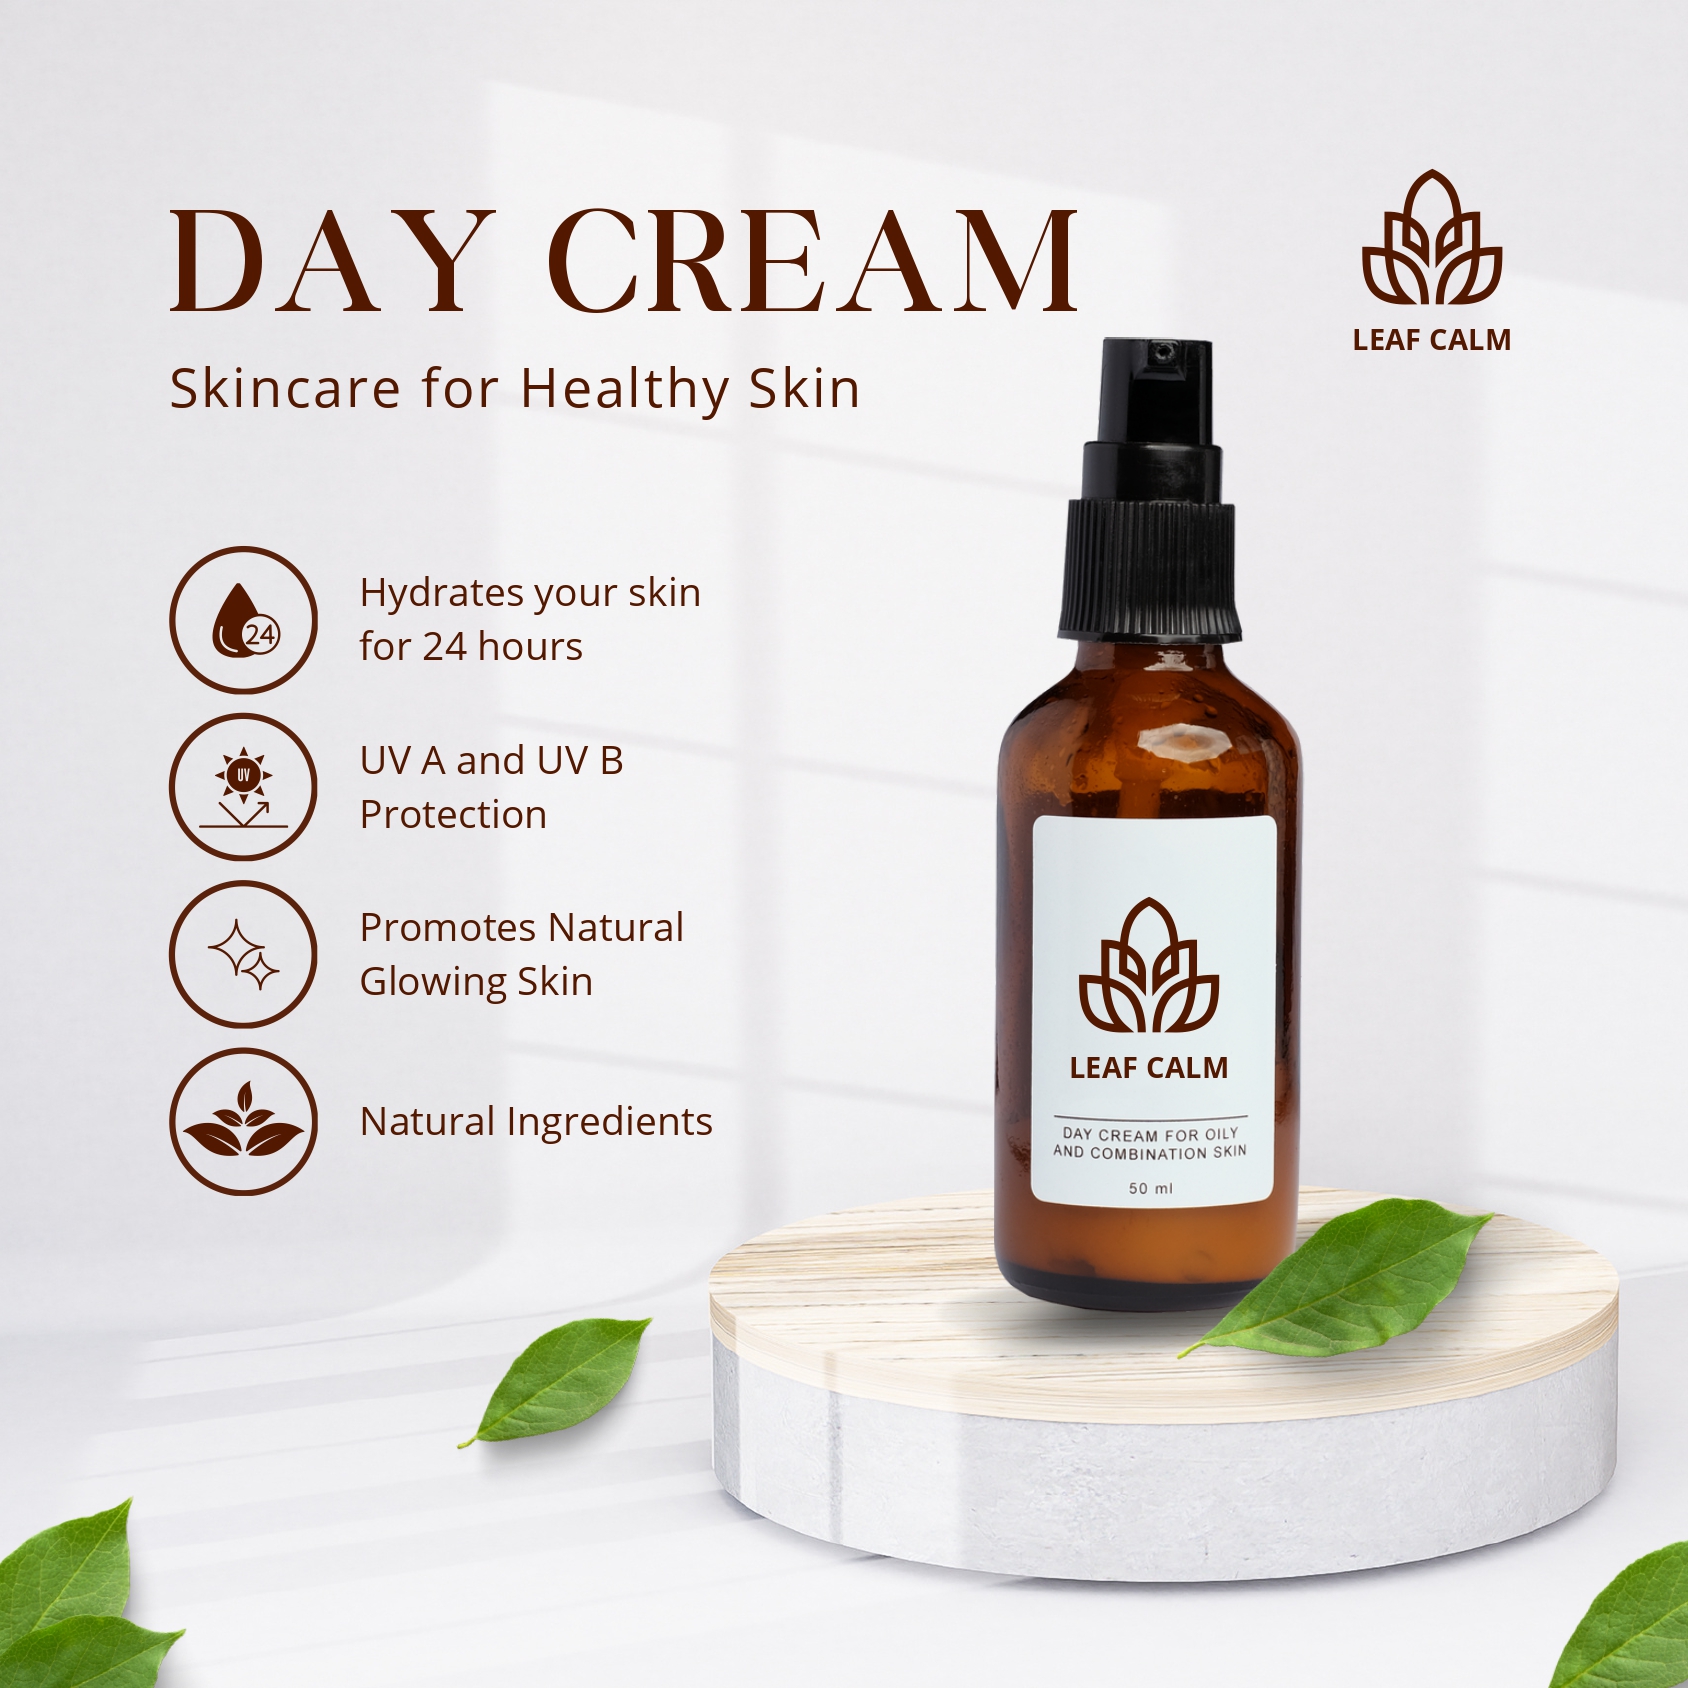 DAY CREAM
Skincare for Healthy Skin
LEAF CALM
24
Hydrates your skin
for 24 hours
UV
UV A and UV B
Protection
Promotes Natural
Glowing Skin
Natural Ingredients
LEAF CALM
DAY CREAM FOR OILY
AND COMBINATION SKIN
50 ml